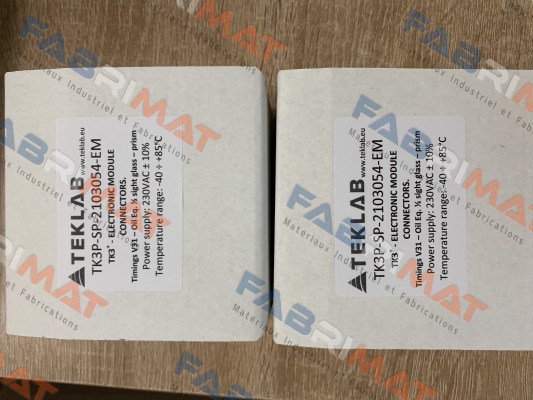 TEKLAB www.teklab.eu
TK3P-SP-2103054-EM
TK3+ - ELECTRONIC MODULE
CONNECTORS.
Timings V31 – Oil Eq. ½ sight glass – prism
Power supply: 230VAC ± 10%
Temperature range: -40 ÷ +85°C
TEKLAB www.teklab.eu
TK3P-SP-2103054-EM
TK3+ - ELECTRONIC MODULE
CONNECTORS.
Timings V31 – Oil Eq. ½ sight glass – prism
Power supply: 230VAC ± 10%
Temperature range: -40 ÷ +85°C
FABRIMAT
Matériaux Industriel et Fabrications